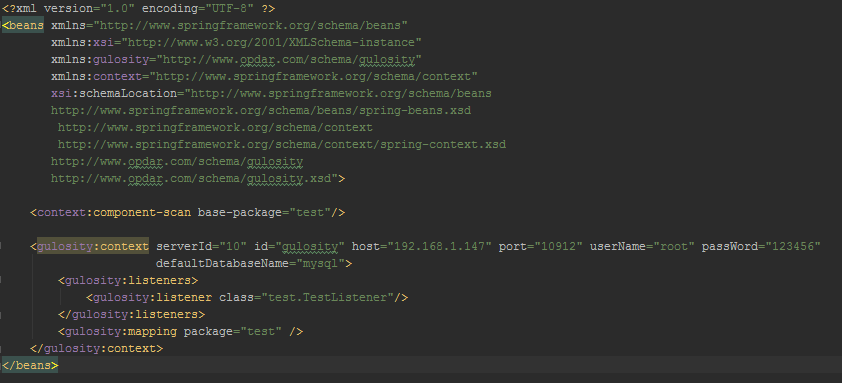 <?xml version="1.0" encoding="UTF-8" ?>
<beans xmlns="http://www.springframework.org/schema/beans"
xmlns:xsi="http://www.w3.org/2001/XMLSchema-instance"
xmlns:gulosity="http://www.opdar.com/schema/gulosity"
xmlns:context="http://www.springframework.org/schema/context"
xsi:schemaLocation="http://www.springframework.org/schema/beans
http://www.springframework.org/schema/beans/spring-beans.xsd
http://www.springframework.org/schema/context
http://www.springframework.org/schema/context/spring-context.xsd
http://www.opdar.com/schema/gulosity
http://www.opdar.com/schema/gulosity.xsd">
<context:component-scan base-package="test"/>
<gulosity:context serverId="10" id="gulosity" host="192.168.1.147" port="10912" userName="root" passWord="123456"
defaultDatabaseName="mysql">
<gulosity:listeners>
<gulosity:listener class="test.TestListener"/>
</gulosity:listeners>
<gulosity:mapping package="test" />
</gulosity:context>
</beans>